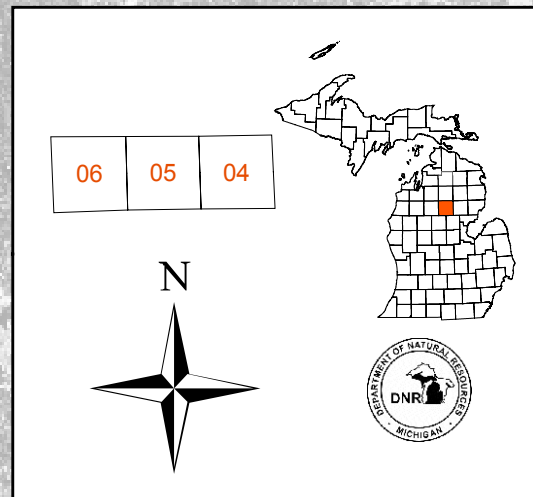 06 05 04
N
DEPARTMENT OF NATURAL RESOURCES
DNR
MICHIGAN